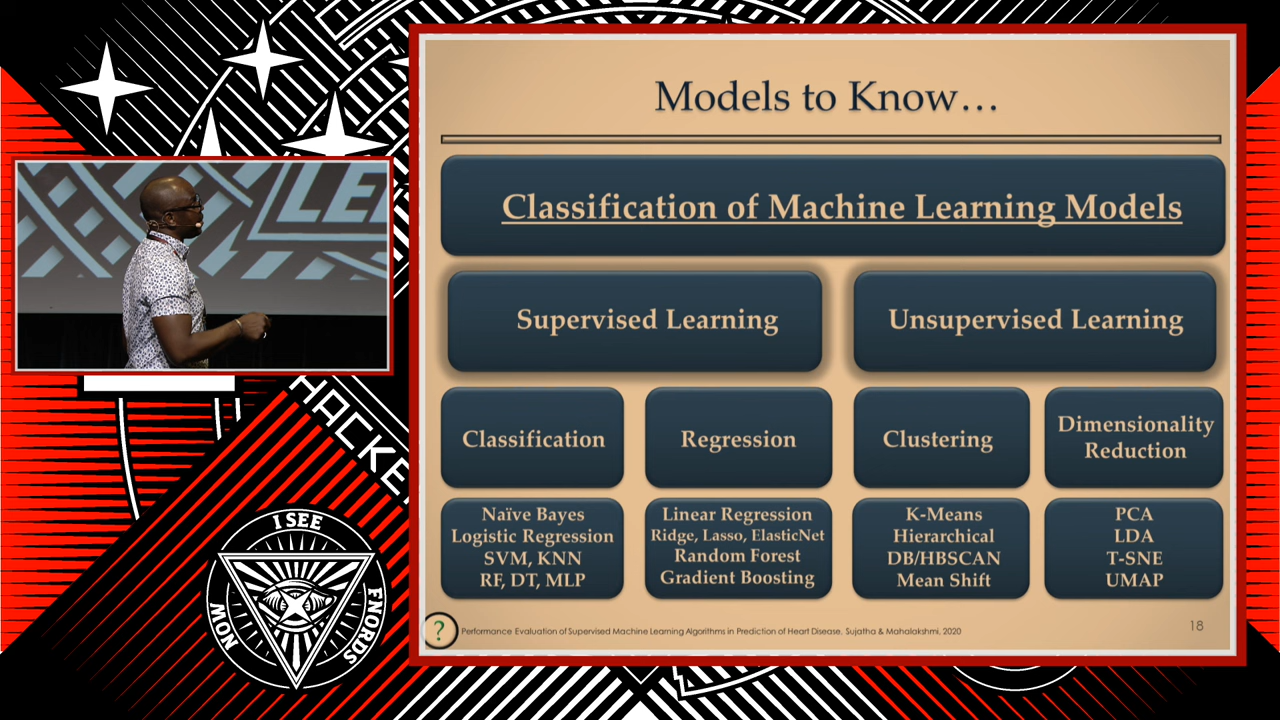 Models to Know…
Classification of Machine Learning Models
Supervised Learning
Unsupervised Learning
Classification
Regression
Clustering
Dimensionality
Reduction
Naïve Bayes
Logistic Regression
SVM, KNN
RF, DT, MLP
Linear Regression
Ridge, Lasso, ElasticNet
Random Forest
Gradient Boosting
K-Means
Hierarchical
DB/HBSCAN
Mean Shift
PCA
LDA
T-SNE
UMAP
?
Performance Evaluation of Supervised Machine Learning Algorithms in Prediction of Heart Disease, Sujatha & Mahalakshmi, 2020
18
LE
HACKE
I SEE
FNORDS
NOW